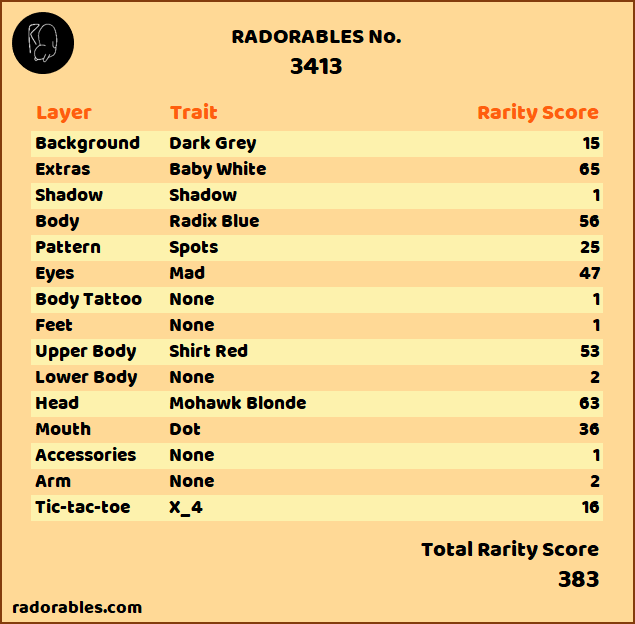 RADORABLES No.
3413
Layer Trait Rarity Score
Background Dark Grey 15
Extras Baby White 65
Shadow Shadow 1
Body Radix Blue 56
Pattern Spots 25
Eyes Mad 47
Body Tattoo None 1
Feet None 1
Upper Body Shirt Red 53
Lower Body None 2
Head Mohawk Blonde 63
Mouth Dot 36
Accessories None 1
Arm None 2
Tic-tac-toe X_4 16
Total Rarity Score
383
radorables.com